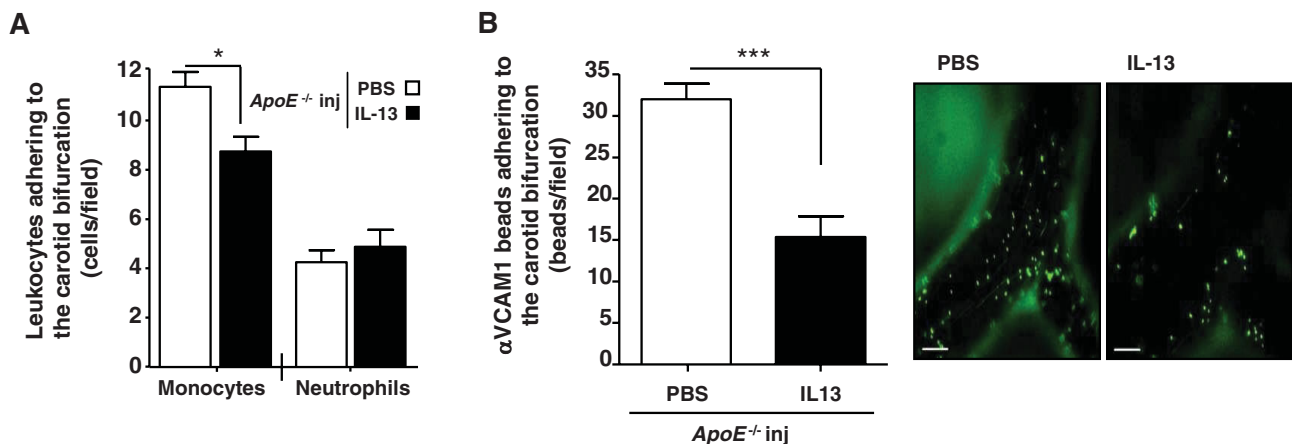 A
Leukocytes adhering to
the carotid bifurcation
(cells/field)
12
10
8
6
4
2
0
*
ApoE -/- inj
PBS
IL-13
Monocytes
Neutrophils
B
αVCAM1 beads adhering to
the carotid bifurcation
(beads/field)
35
30
25
20
15
10
5
0
***
PBS
IL13
ApoE -/- inj
PBS
IL-13